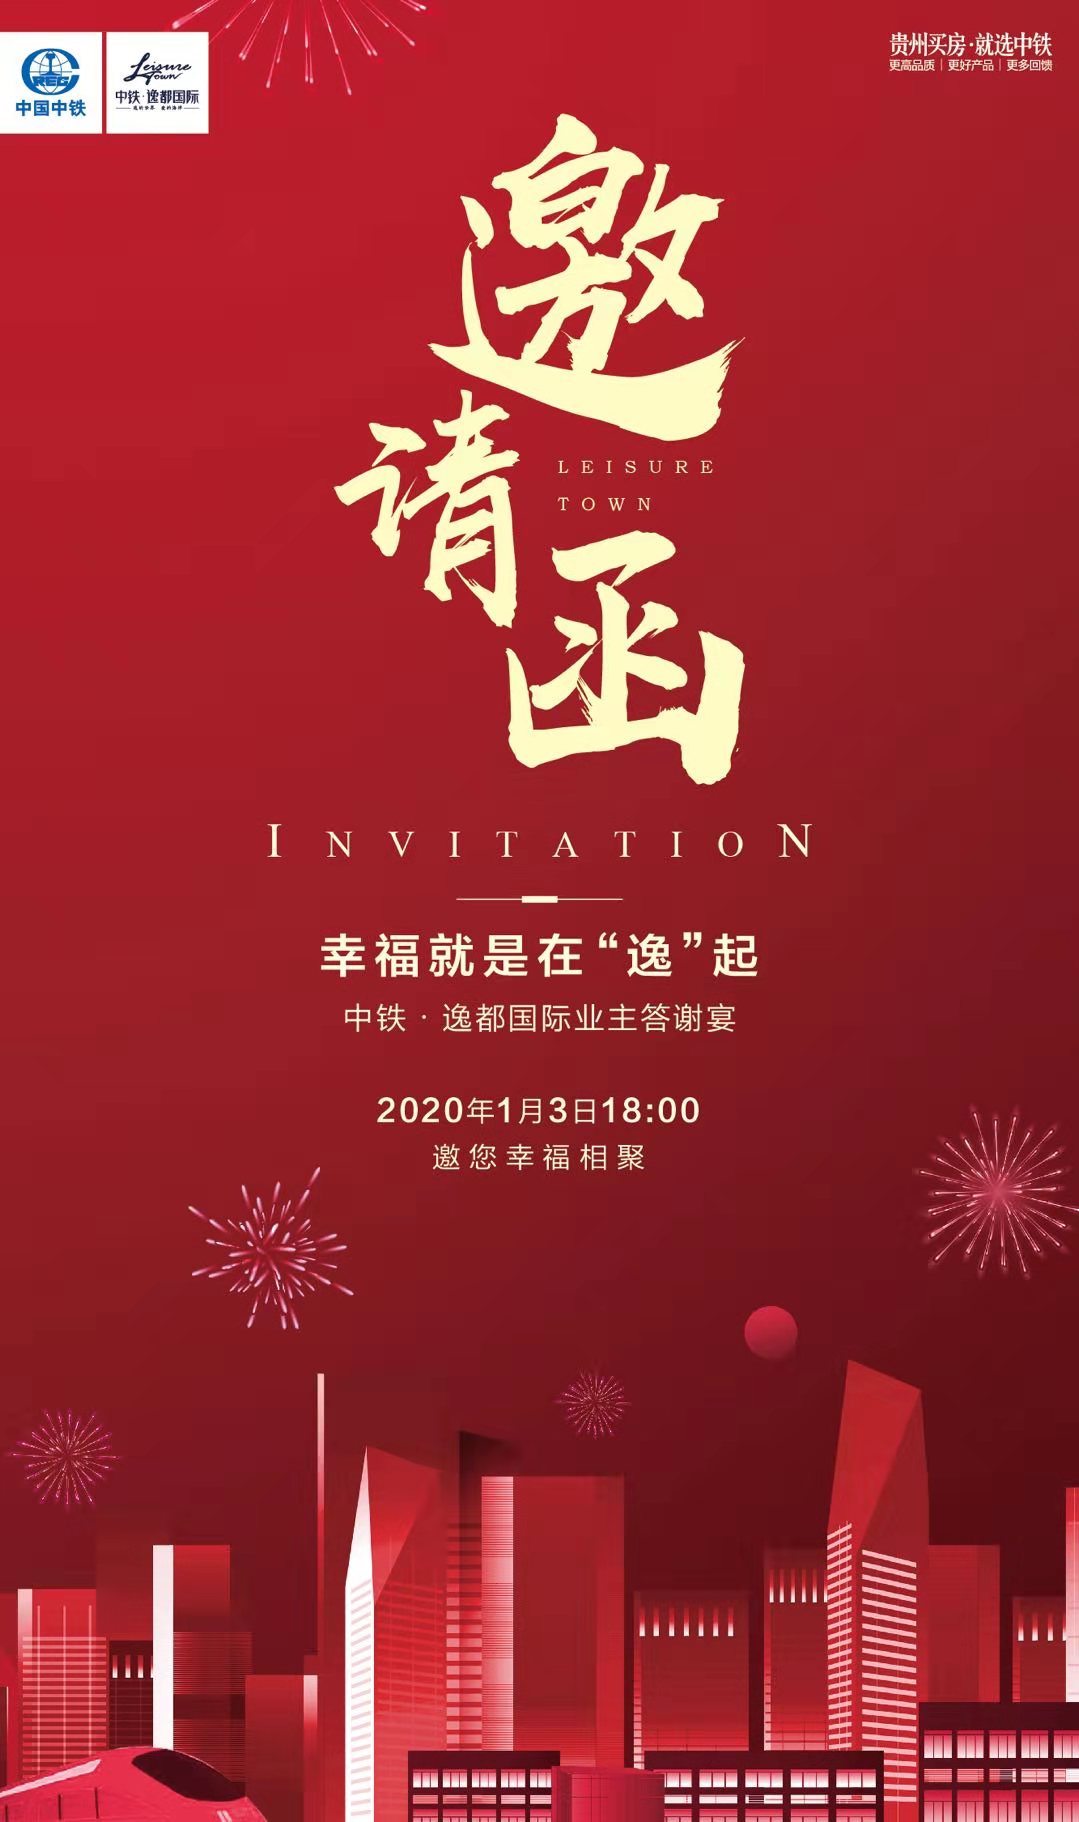 CREG
中国中铁
Leisure
Town
中铁·逸都国际
贵州买房·就选中铁
更高品质｜更好产品｜更多回馈
邀
请
LEISURE
TOWN
函
INVITATION
幸福就是在“逸”起
中铁·逸都国际业主答谢宴
2020年1月3日18:00
邀您幸福相聚